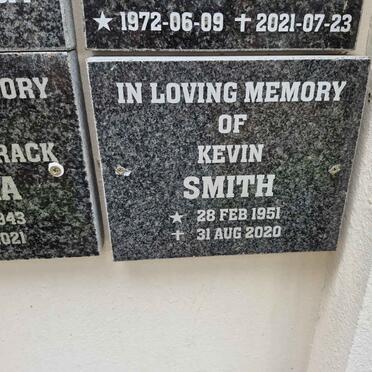 ★ 1972-06-09 ✝ 2021-07-23
ORY
RACK
A
943
2021
IN LOVING MEMORY
OF
KEVIN
SMITH
★ 28 FEB 1951
✝ 31 AUG 2020